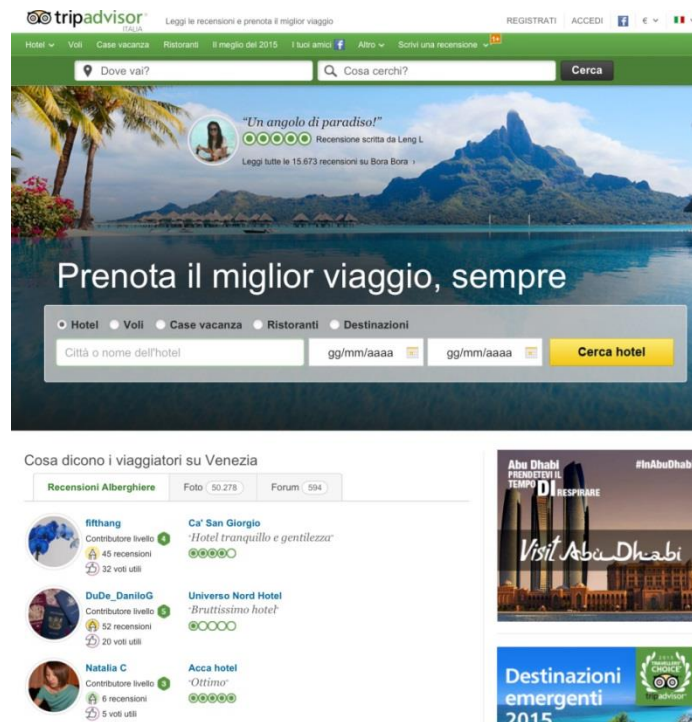 tripadvisor
ITALIA
Leggi le recensioni e prenota il miglior viaggio
REGISTRATI ACCEDI f €
Hotel Voli Case vacanza Ristoranti Il meglio del 2015 I tuoi amici f Altro Scrivi una recensione
Dove vai? Cosa cerchi? Cerca
"Un angolo di paradiso!"
Recensione scritta da Leng L
Leggi tutte le 15.673 recensioni su Bora Bora ›
Prenota il miglior viaggio, sempre
Hotel Voli Case vacanza Ristoranti Destinazioni
Città o nome dell'hotel gg/mm/aaaa gg/mm/aaaa Cerca hotel
Cosa dicono i viaggiatori su Venezia
Recensioni Alberghiere Foto 50.278 Forum 594
fifthang
Contributore livello 4
45 recensioni
32 voti utili
Ca' San Giorgio
"Hotel tranquillo e gentilezza"
DuDe_DaniloG
Contributore livello 5
52 recensioni
20 voti utili
Universo Nord Hotel
"Bruttissimo hotel"
Natalia C
Contributore livello 3
6 recensioni
5 voti utili
Acca hotel
"Ottimo"
Abu Dhabi
PRENDETEVI IL
TEMPO DI RESPIRARE
#InAbuDhabi
Visit Abu Dhabi
Destinazioni
emergenti
2015
2015
TRAVELLERS'
CHOICE
tripadvisor